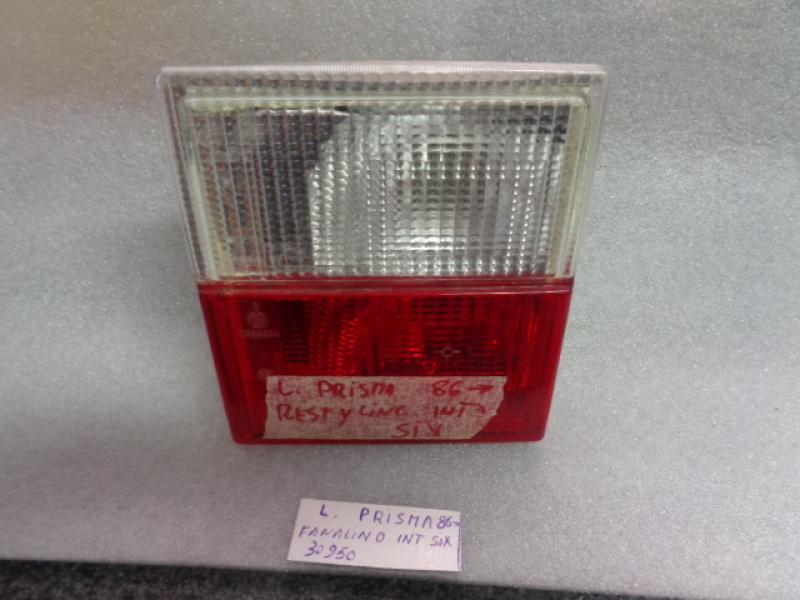 L. PRISMA 86→
RESTYLING INT
SIX
L. PRISMA 86→
FANALINO INT SIX
30950